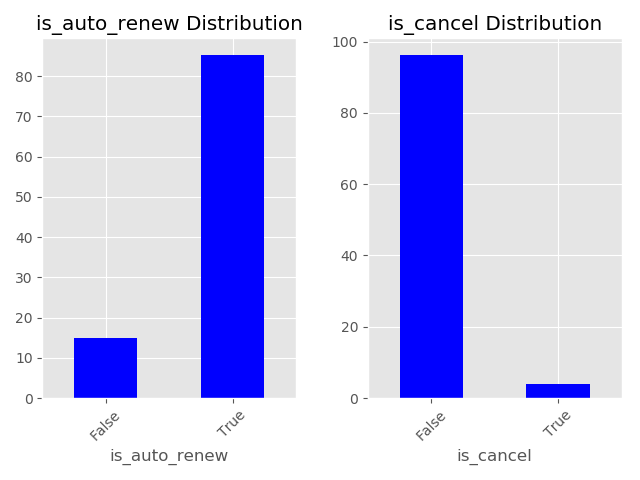 is_auto_renew Distribution
80
70
60
50
40
30
20
10
0
False
True
is_auto_renew
is_cancel Distribution
100
80
60
40
20
0
False
True
is_cancel